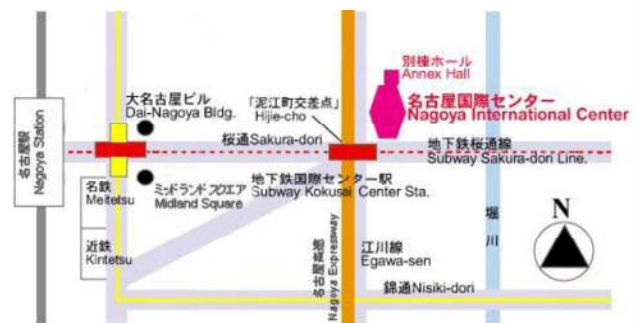 別棟ホール
Annex Hall
大名古屋ビル
Dai-Nagoya Bldg.
「泥江町交差点」
Hijie-cho
名古屋国際センター
Nagoya International Center
名古屋駅
Nagoya Station
桜通Sakura-dori
地下鉄桜通線
Subway Sakura-dori Line.
名鉄
Meitetsu
ミッドランド スクエア
Midland Square
地下鉄国際センター駅
Subway Kokusai Center Sta.
近鉄
Kintetsu
名古屋高速
Nagoya Expressway
江川線
Egawa-sen
堀川
N
錦通Nisiki-dori